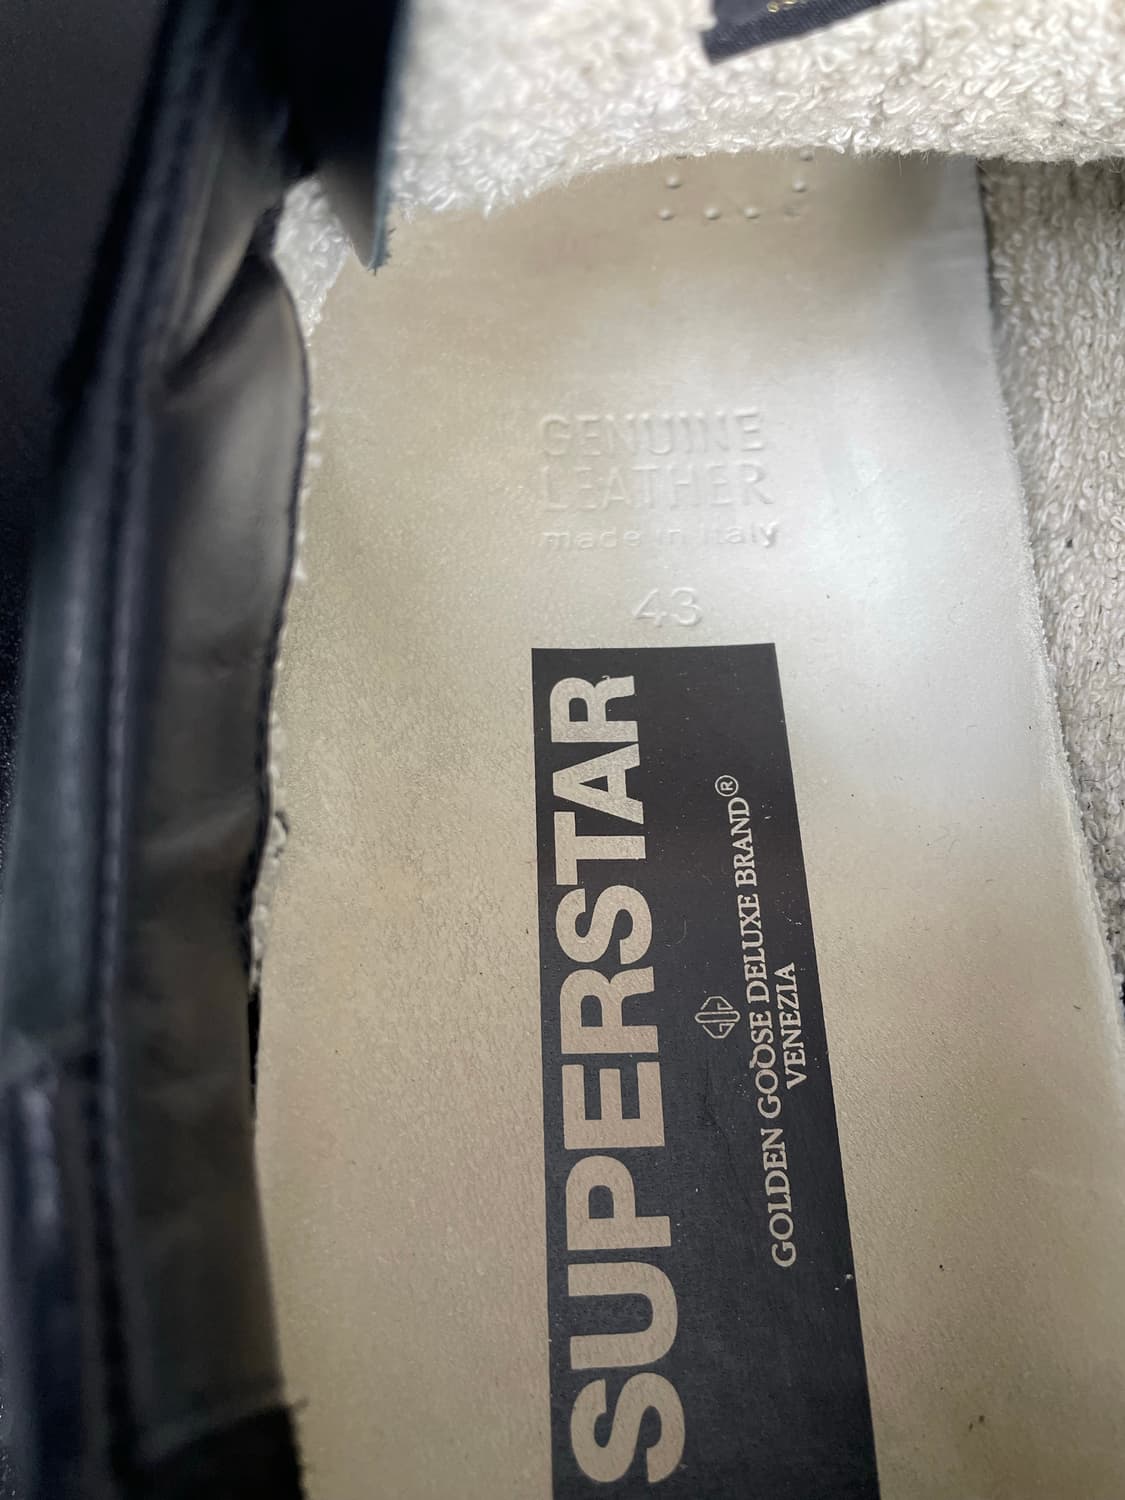 GENUINE
LEATHER
made in Italy
43
SUPERSTAR
GOLDEN GOOSE DELUXE BRAND®
VENEZIA